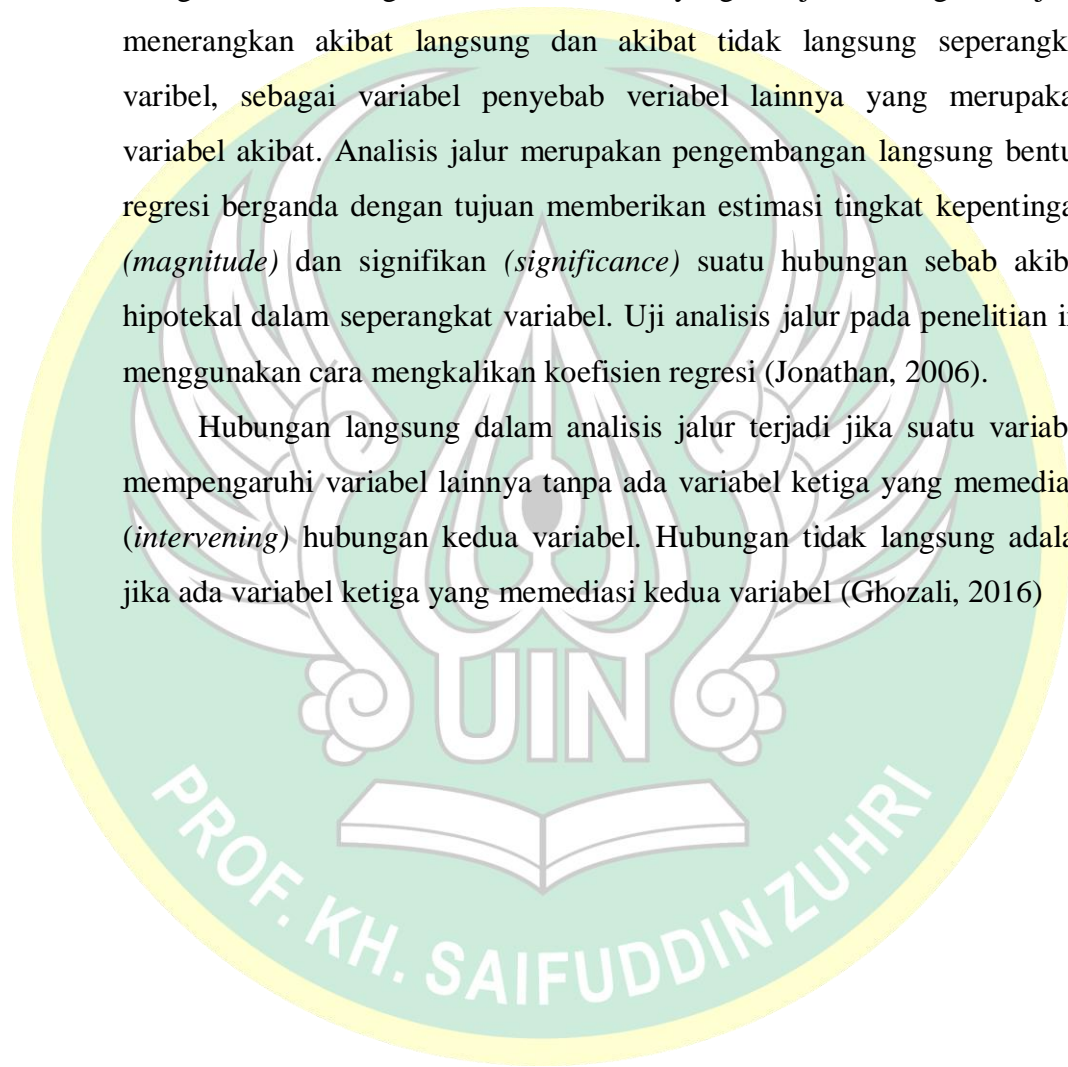 menerangkan akibat langsung dan akibat tidak langsung seperangk
varibel, sebagai variabel penyebab veriabel lainnya yang merupaka
variabel akibat. Analisis jalur merupakan pengembangan langsung bentu
regresi berganda dengan tujuan memberikan estimasi tingkat kepentinga
(magnitude) dan signifikan (significance) suatu hubungan sebab akib
hipotekal dalam seperangkat variabel. Uji analisis jalur pada penelitian i
menggunakan cara mengkalikan koefisien regresi (Jonathan, 2006).
Hubungan langsung dalam analisis jalur terjadi jika suatu variab
mempengaruhi variabel lainnya tanpa ada variabel ketiga yang memedia
(intervening) hubungan kedua variabel. Hubungan tidak langsung adala
jika ada variabel ketiga yang memediasi kedua variabel (Ghozali, 2016)
UIN
PROF. KH. SAIFUDDIN ZUHRI